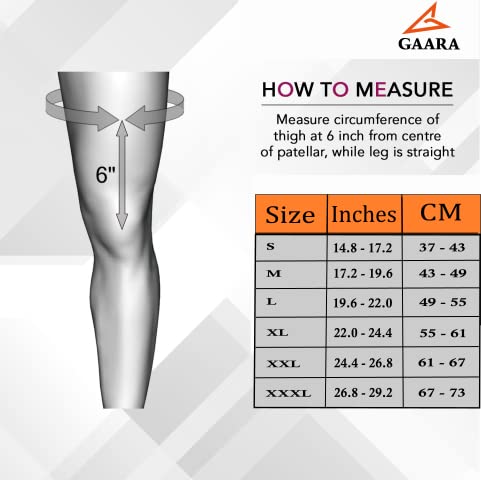 GAARA
HOW TO MEASURE
Measure circumference of
thigh at 6 inch from centre
of patellar, while leg is straight
6"
Size Inches CM
S 14.8 - 17.2 37 - 43
M 17.2 - 19.6 43 - 49
L 19.6 - 22.0 49 - 55
XL 22.0 - 24.4 55 - 61
XXL 24.4 - 26.8 61 - 67
XXXL 26.8 - 29.2 67 - 73